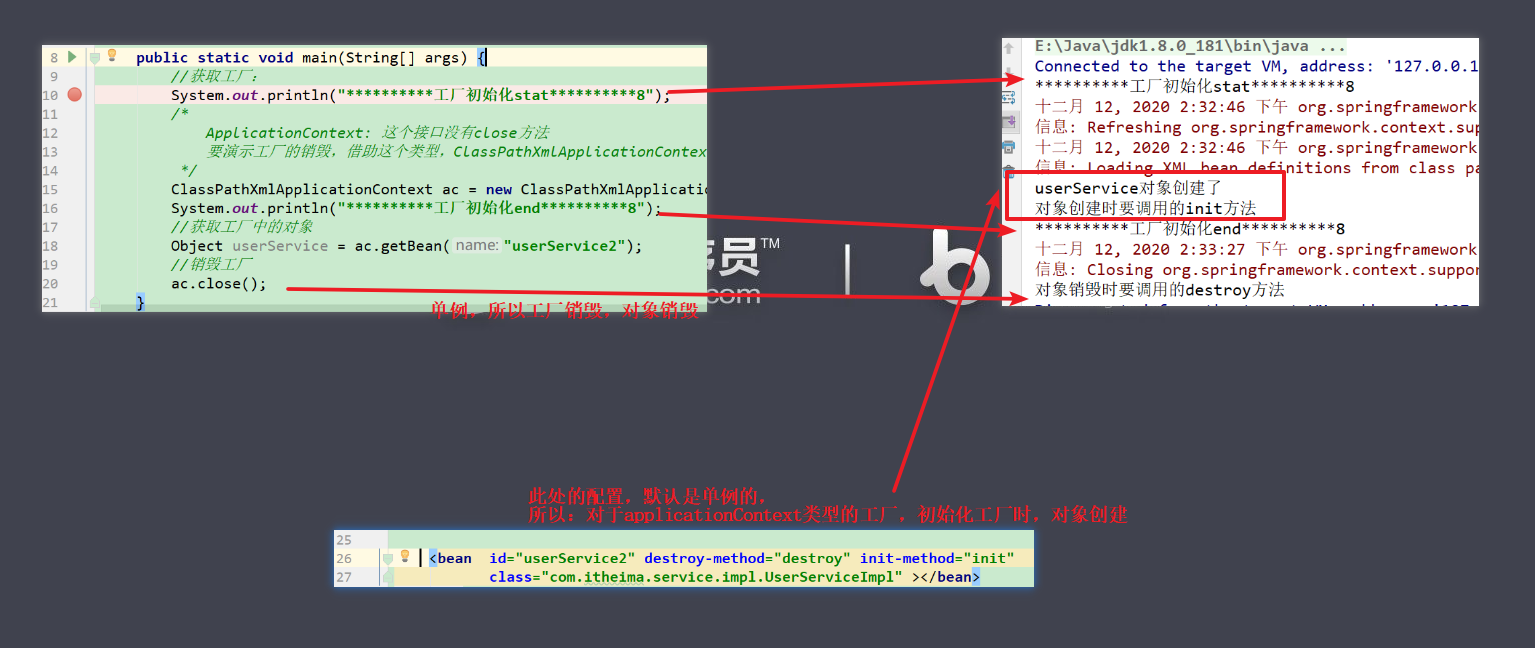 8 public static void main(String[] args) {
9 //获取工厂:
10 System.out.println("**********工厂初始化stat**********8");
11 /*
12 ApplicationContext: 这个接口没有close方法
13 要演示工厂的销毁, 借助这个类型, ClassPathXmlApplicationContex
14 */
15 ClassPathXmlApplicationContext ac = new ClassPathXmlApplicatio
16 System.out.println("**********工厂初始化end**********8");
17 //获取工厂中的对象
18 Object userService = ac.getBean( name: "userService2");
19 //销毁工厂
20 ac.close();
21 }
单例, 所以工厂销毁, 对象销毁
E:\Java\jdk1.8.0_181\bin\java ...
Connected to the target VM, address: '127.0.0.1
**********工厂初始化stat**********8
十二月 12, 2020 2:32:46 下午 org.springframework
信息: Refreshing org.springframework.context.sup
十二月 12, 2020 2:32:46 下午 org.springframework
信息: Loading XML bean definitions from class pa
userService对象创建了
对象创建时要调用的init方法
**********工厂初始化end**********8
十二月 12, 2020 2:33:27 下午 org.springframework
信息: Closing org.springframework.context.suppo
对象销毁时要调用的destroy方法
序员™
com
此处的配置, 默认是单例的,
所以: 对于applicationContext类型的工厂, 初始化工厂时, 对象创建
25
26 <bean id="userService2" destroy-method="destroy" init-method="init"
27 class="com.itheima.service.impl.UserServiceImpl" ></bean>